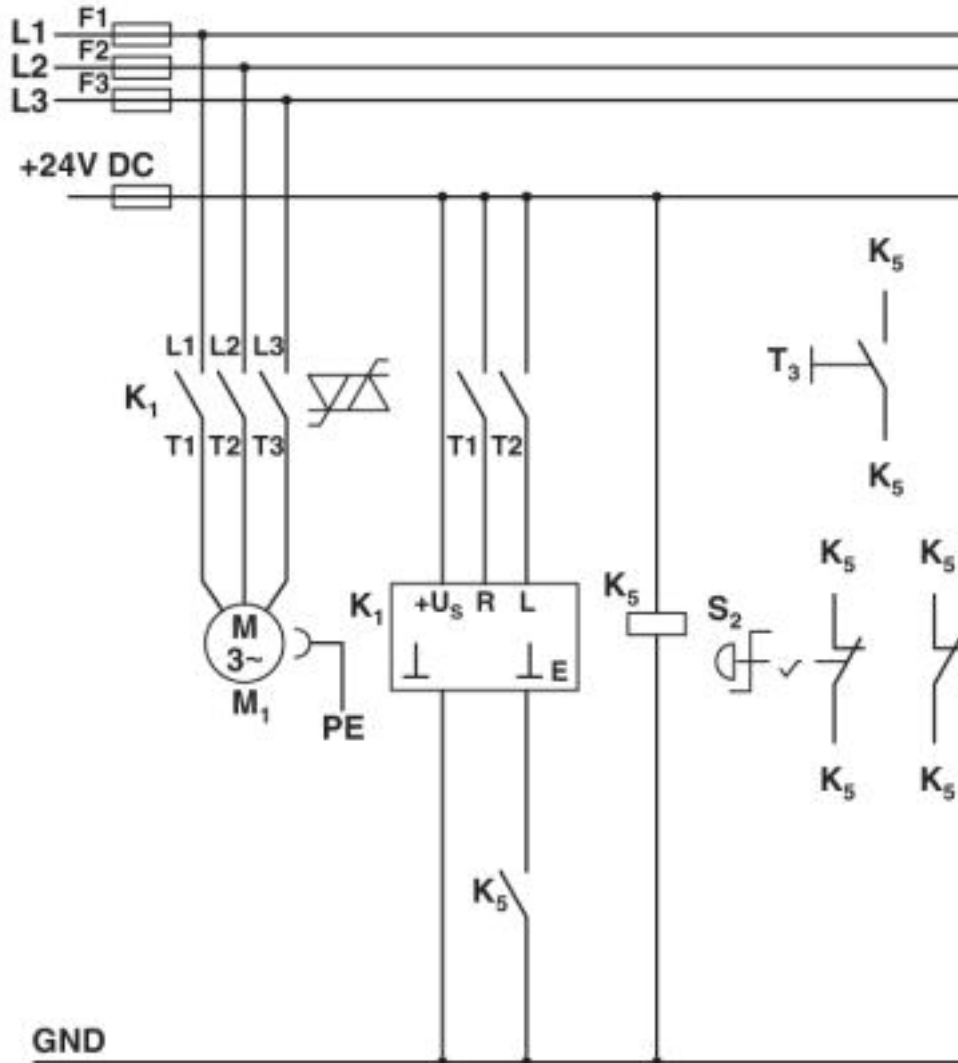 L1 F1
L2 F2
L3 F3
+24V DC
K5
L1 L2 L3
T3
K1
T1 T2 T3 T1 T2
K5
K5 K5
K1 +US R L K5 S2
M
3~
E
M1
PE
K5 K5
K5
GND